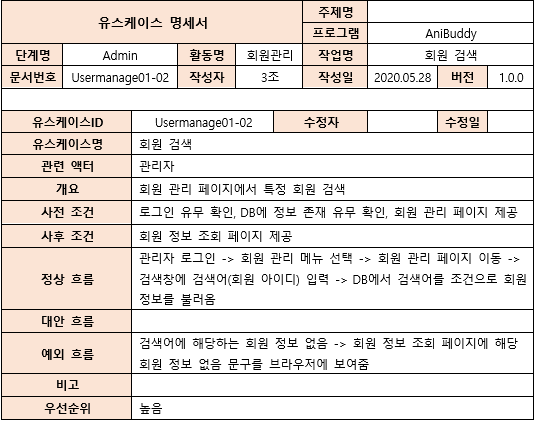 유스케이스 명세서 주제명
프로그램 AniBuddy
단계명 Admin 활동명 회원관리 작업명 회원 검색
문서번호 Usermanage01-02 작성자 3조 작성일 2020.05.28 버전 1.0.0
유스케이스ID Usermanage01-02 수정자 수정일
유스케이스명 회원 검색
관련 액터 관리자
개요 회원 관리 페이지에서 특정 회원 검색
사전 조건 로그인 유무 확인, DB에 정보 존재 유무 확인, 회원 관리 페이지 제공
사후 조건 회원 정보 조회 페이지 제공
정상 흐름 관리자 로그인 -> 회원 관리 메뉴 선택 -> 회원 관리 페이지 이동 ->
검색창에 검색어(회원 아이디) 입력 -> DB에서 검색어를 조건으로 회원
정보를 불러옴
대안 흐름
예외 흐름 검색어에 해당하는 회원 정보 없음 -> 회원 정보 조회 페이지에 해당
회원 정보 없음 문구를 브라우저에 보여줌
비고
우선순위 높음